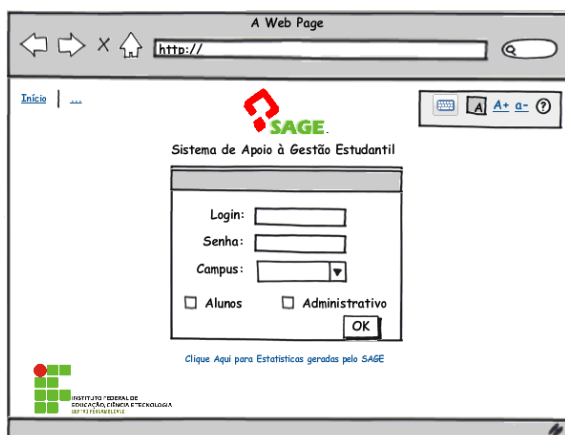 A Web Page
http://
Início | ...
A A+ a- ?
SAGE
Sistema de Apoio à Gestão Estudantil
Login:
Senha:
Campus:
Alunos Administrativo
OK
Clique Aqui para Estatísticas geradas pelo SAGE
INSTITUTO FEDERAL DE
EDUCAÇÃO, CIÊNCIA E TECNOLOGIA